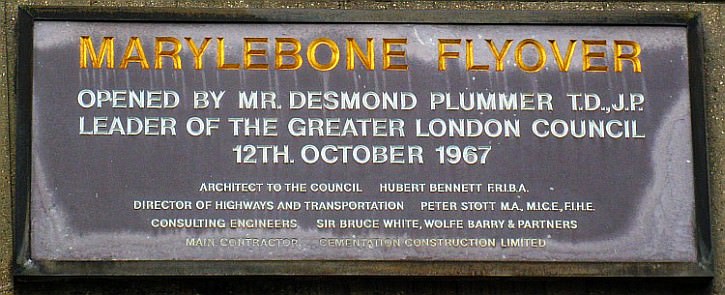 MARYLEBONE FLYOVER
OPENED BY MR. DESMOND PLUMMER T.D., J.P.
LEADER OF THE GREATER LONDON COUNCIL
12TH. OCTOBER 1967
ARCHITECT TO THE COUNCIL HUBERT BENNETT F.R.I.B.A.
DIRECTOR OF HIGHWAYS AND TRANSPORTATION PETER STOTT M.A., M.I.C.E., F.I.H.E.
CONSULTING ENGINEERS SIR BRUCE WHITE, WOLFE BARRY & PARTNERS
MAIN CONTRACTOR CEMENTATION CONSTRUCTION LIMITED